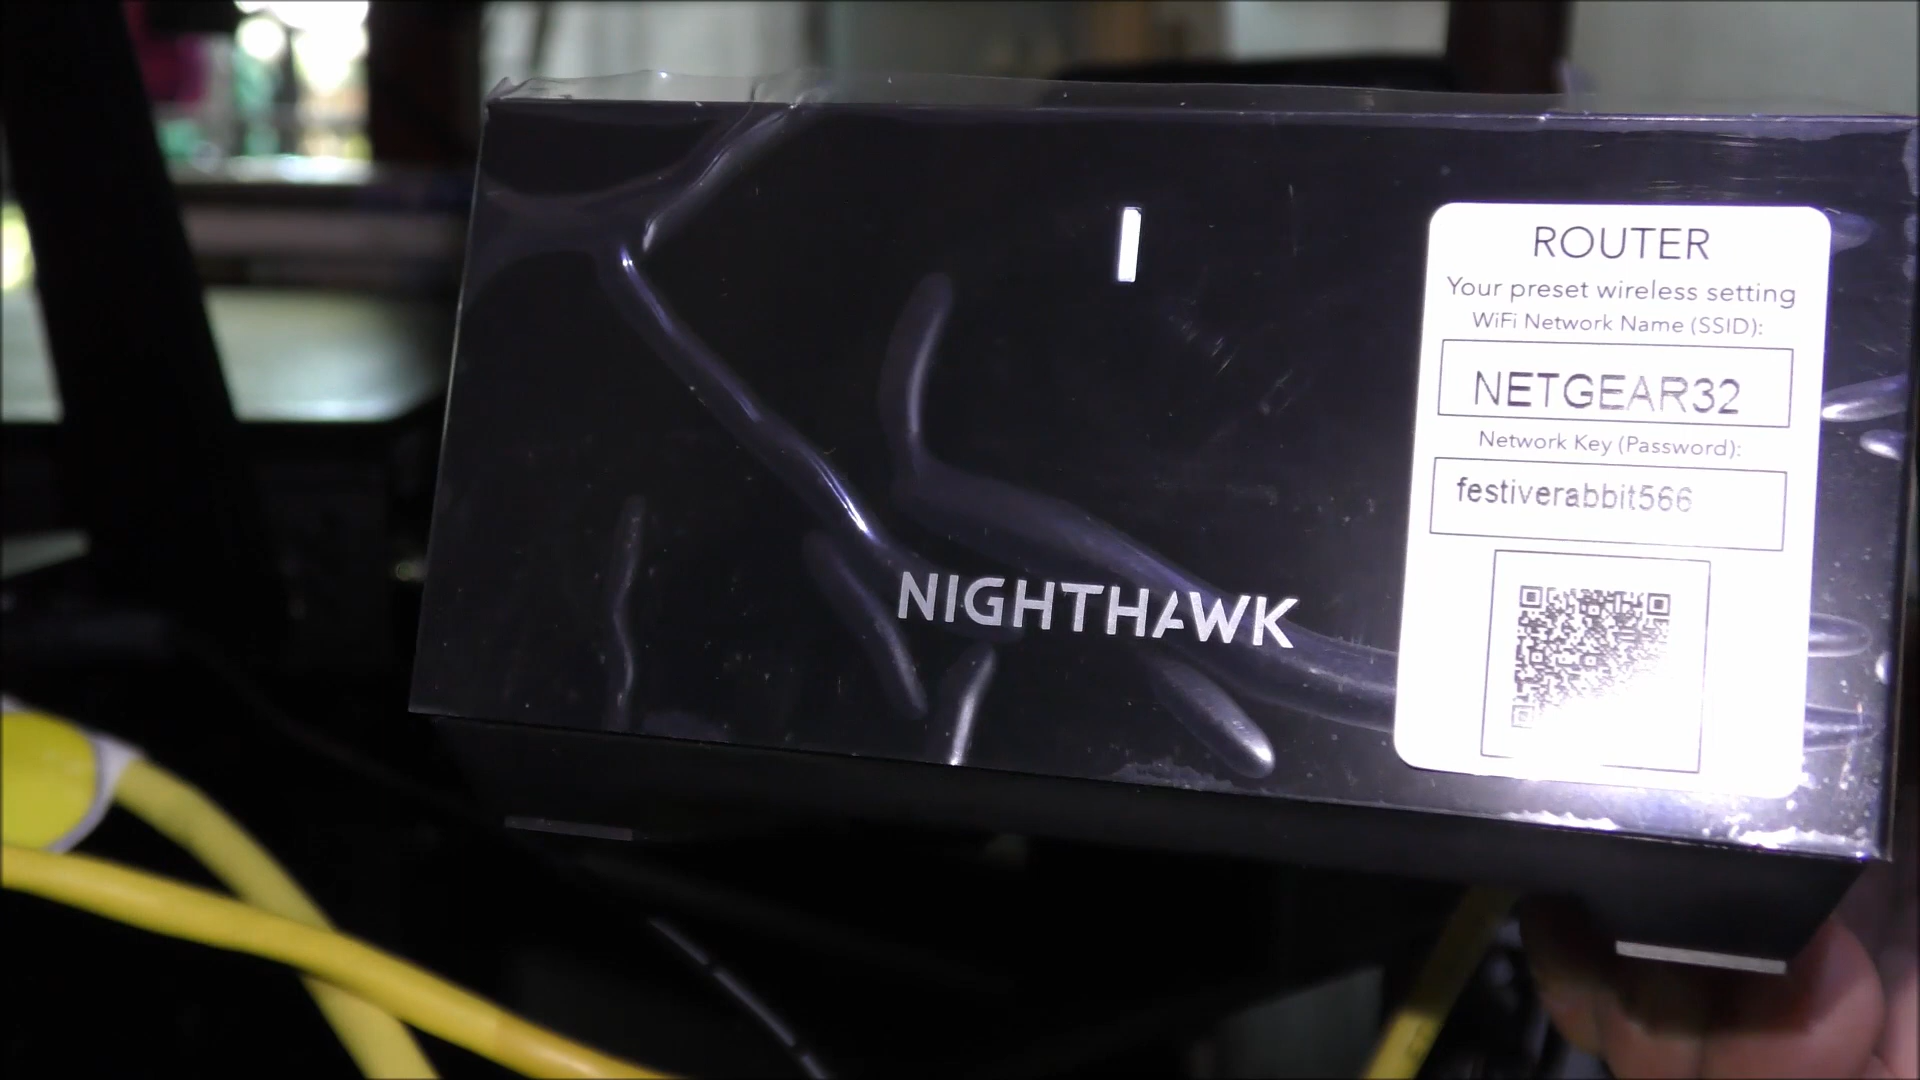 ROUTER
Your preset wireless setting
WiFi Network Name (SSID):
NETGEAR32
Network Key (Password):
festiverabbit566
NIGHTHAWK